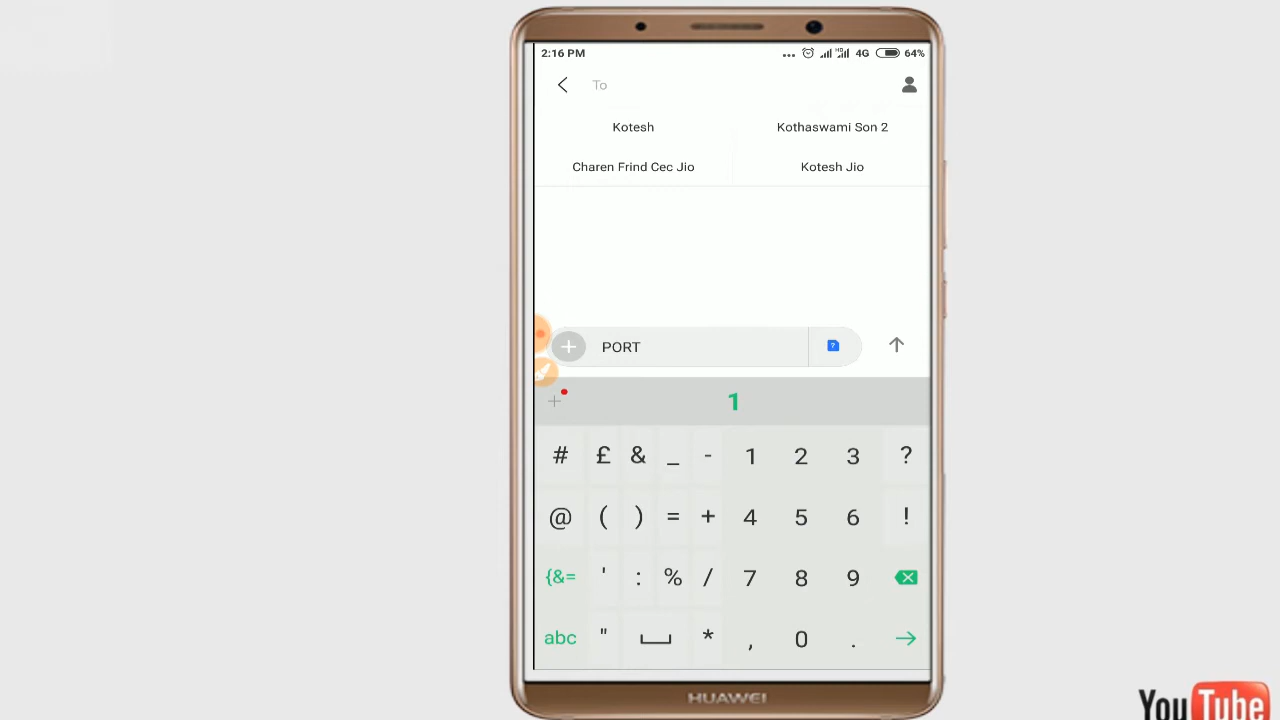 2:16 PM 4G 64%
To
Kotesh Kothaswami Son 2
Charen Frind Cec Jio Kotesh Jio
PORT
1
# £ & _ - 1 2 3 ?
@ ( ) = + 4 5 6 !
{&= ' : % / 7 8 9
abc " * , 0 .
HUAWEI
YouTube